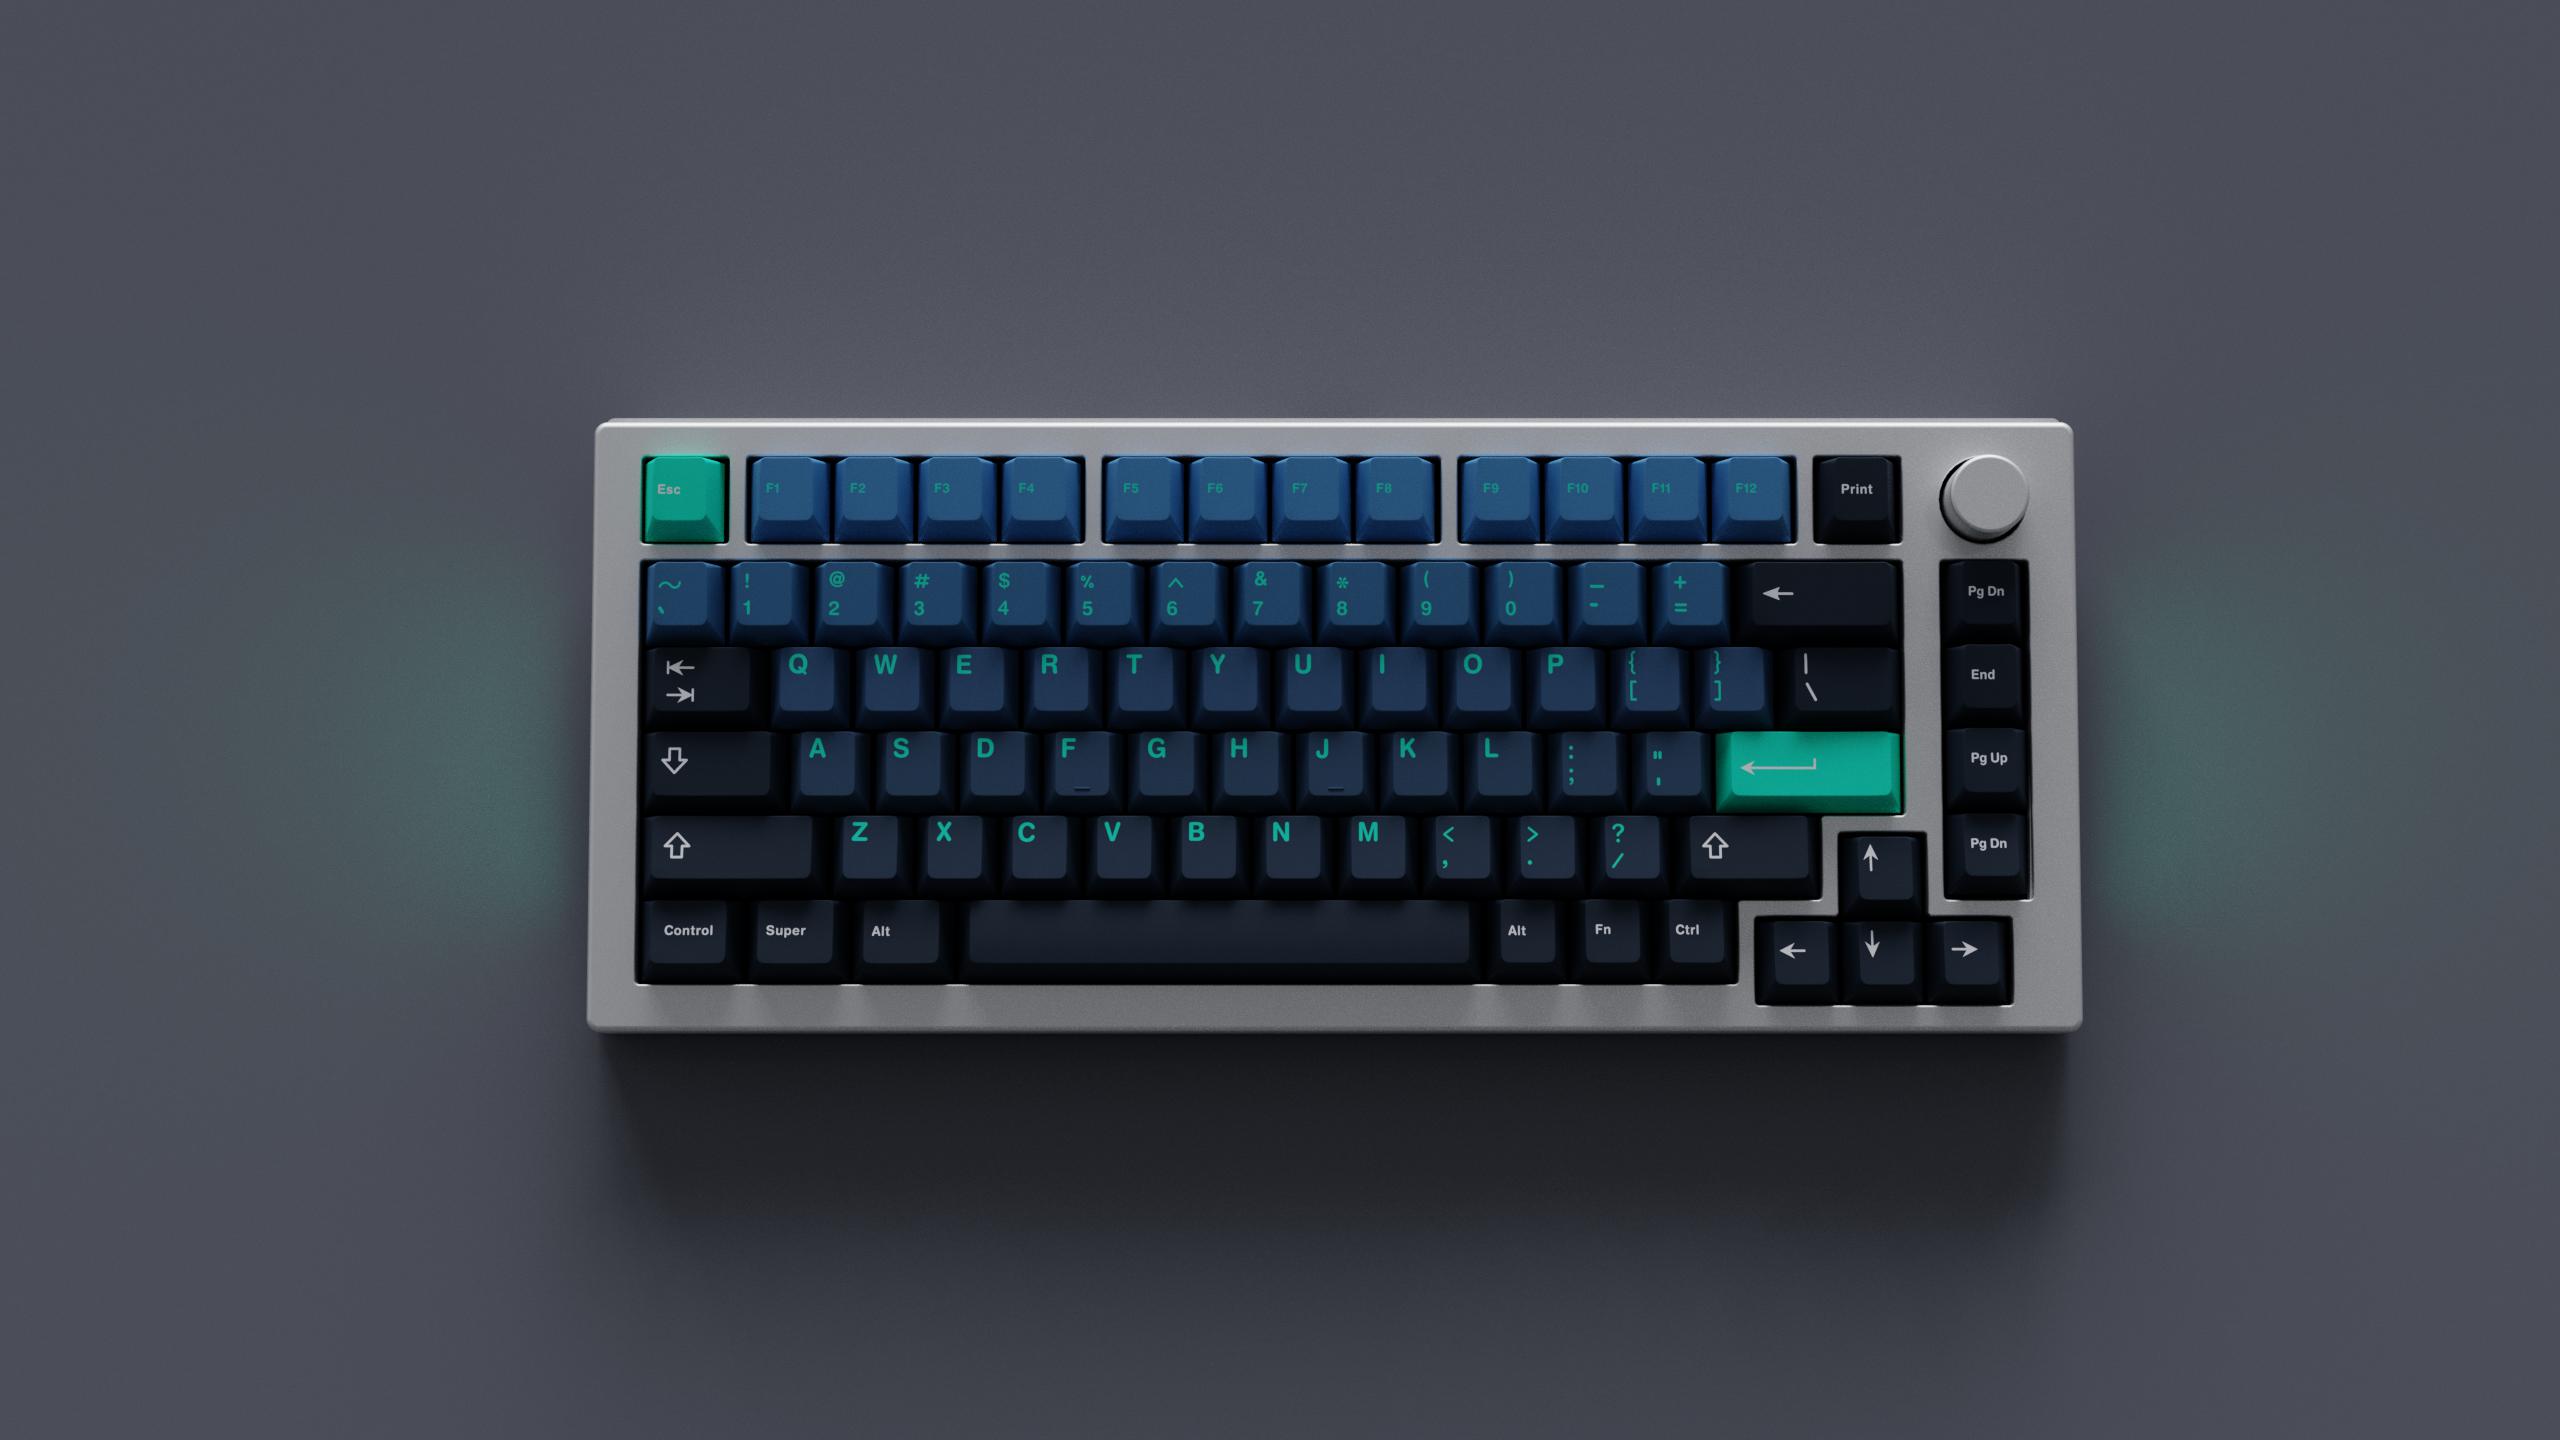 Esc F1 F2 F3 F4 F5 F6 F7 F8 F9 F10 F11 F12 Print
~ ! @ # $ % ^ & * ( ) _ +
` 1 2 3 4 5 6 7 8 9 0 - = ← Pg Dn
⇤ Q W E R T Y U I O P { } |
⇥ [ ] \ End
⇩ A S D F G H J K L : " Pg Up
; ' ↵
⇧ Z X C V B N M < > ? ⇧ ↑ Pg Dn
, . /
Control Super Alt Alt Fn Ctrl ← ↓ →